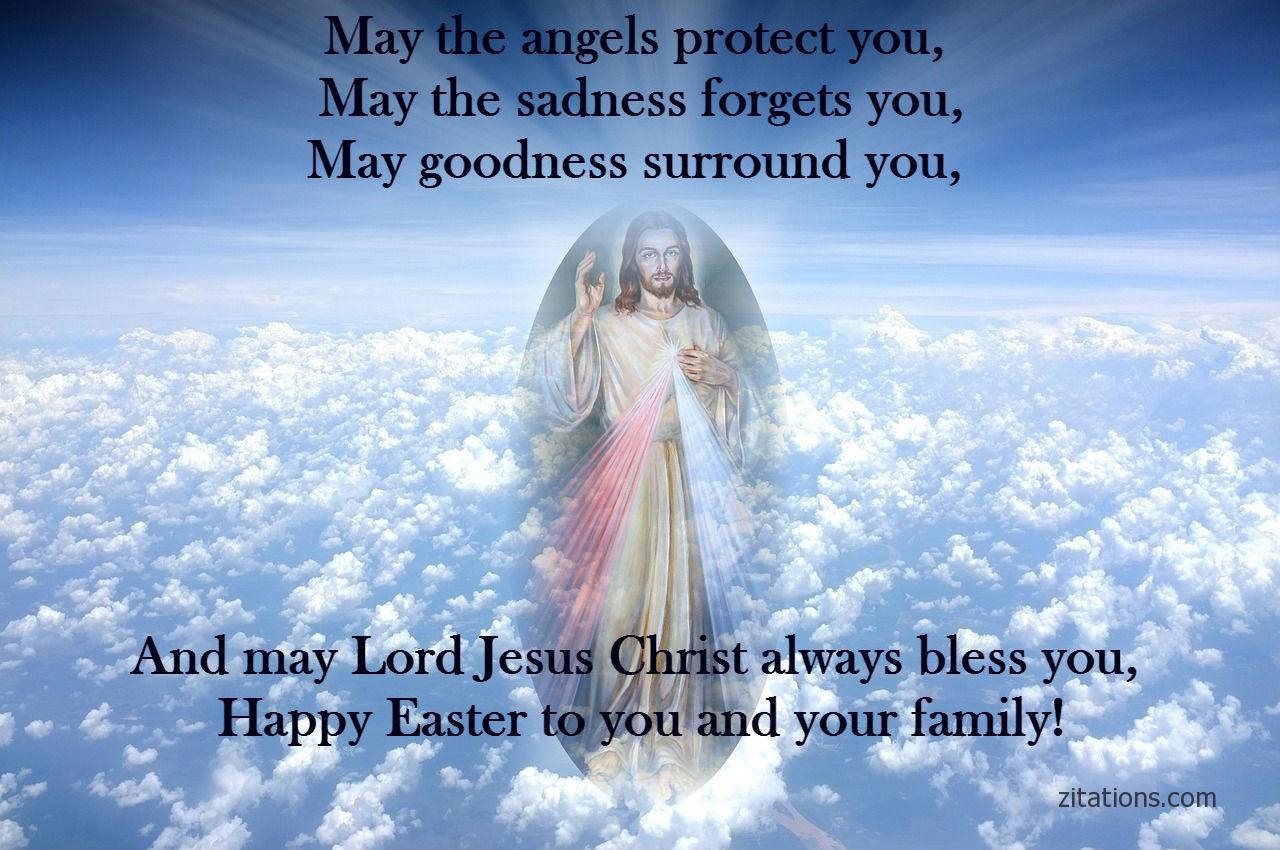 May the angels protect you,
May the sadness forgets you,
May goodness surround you,
And may Lord Jesus Christ always bless you,
Happy Easter to you and your family!
zitations.com